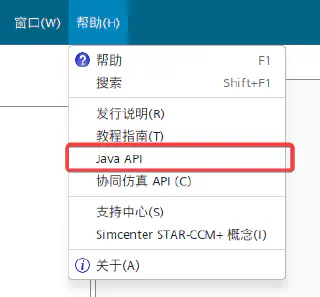 窗口(W) 帮助(H)
帮助 F1
搜索 Shift+F1
发行说明(R)
教程指南(T)
Java API
协同仿真 API (C)
支持中心(S)
Simcenter STAR-CCM+ 概念(I)
关于(A)